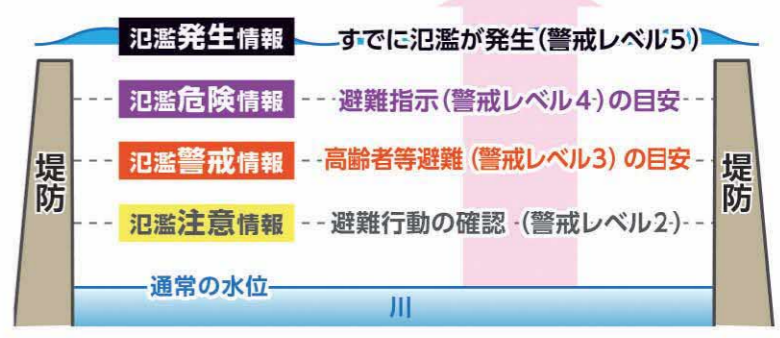 氾濫発生情報 すでに氾濫が発生(警戒レベル5)
氾濫危険情報 避難指示(警戒レベル4)の目安
氾濫警戒情報 高齢者等避難(警戒レベル3)の目安
氾濫注意情報 避難行動の確認(警戒レベル2)
堤防
堤防
通常の水位
川